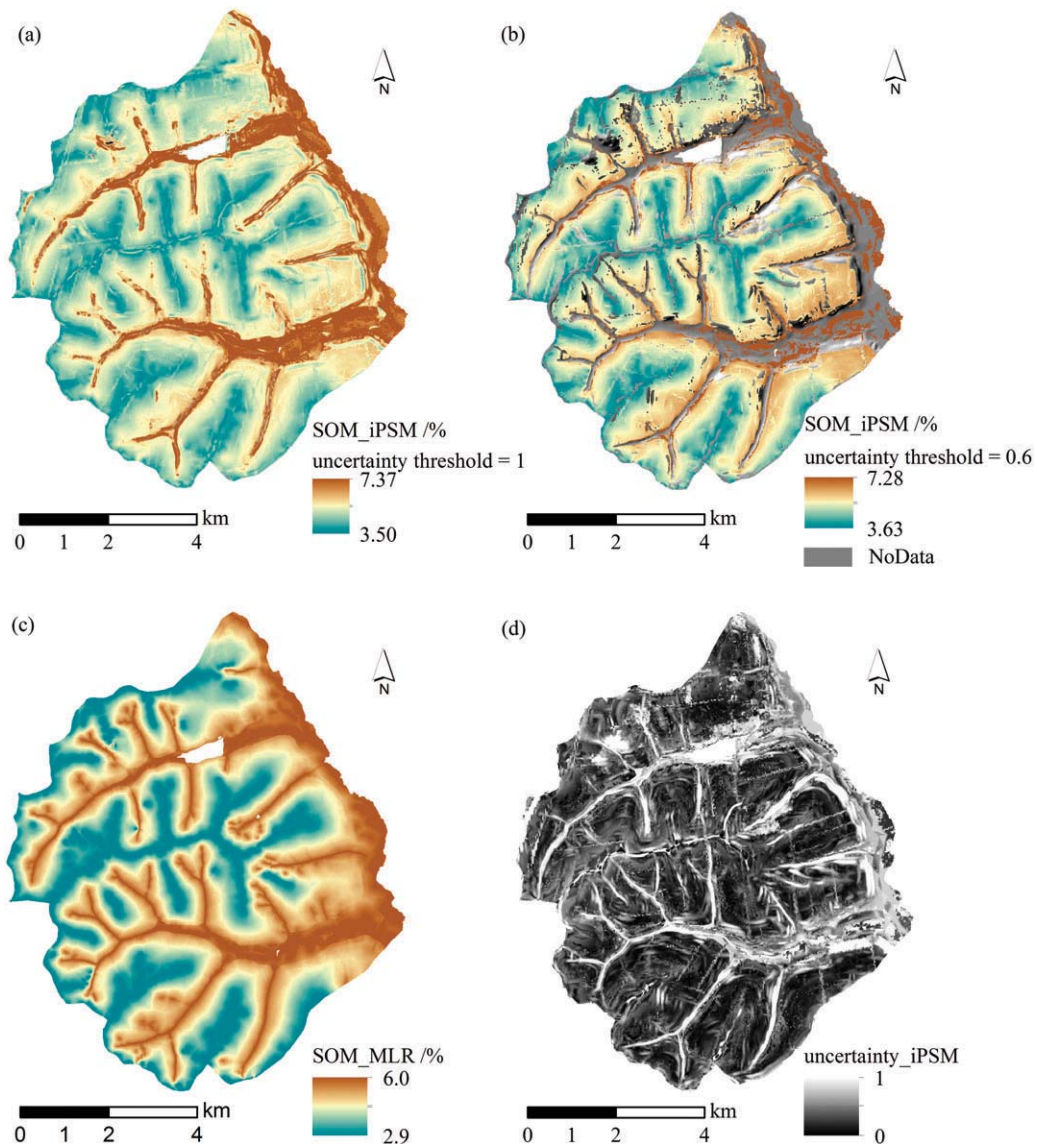 (a)
N
SOM_iPSM /%
uncertainty threshold = 1
7.37
3.50
km
0 1 2 4
(b)
N
SOM_iPSM /%
uncertainty threshold = 0.6
7.28
3.63
NoData
km
0 1 2 4
(c)
N
SOM_MLR /%
6.0
2.9
km
0 1 2 4
(d)
N
uncertainty_iPSM
1
0
km
0 1 2 4